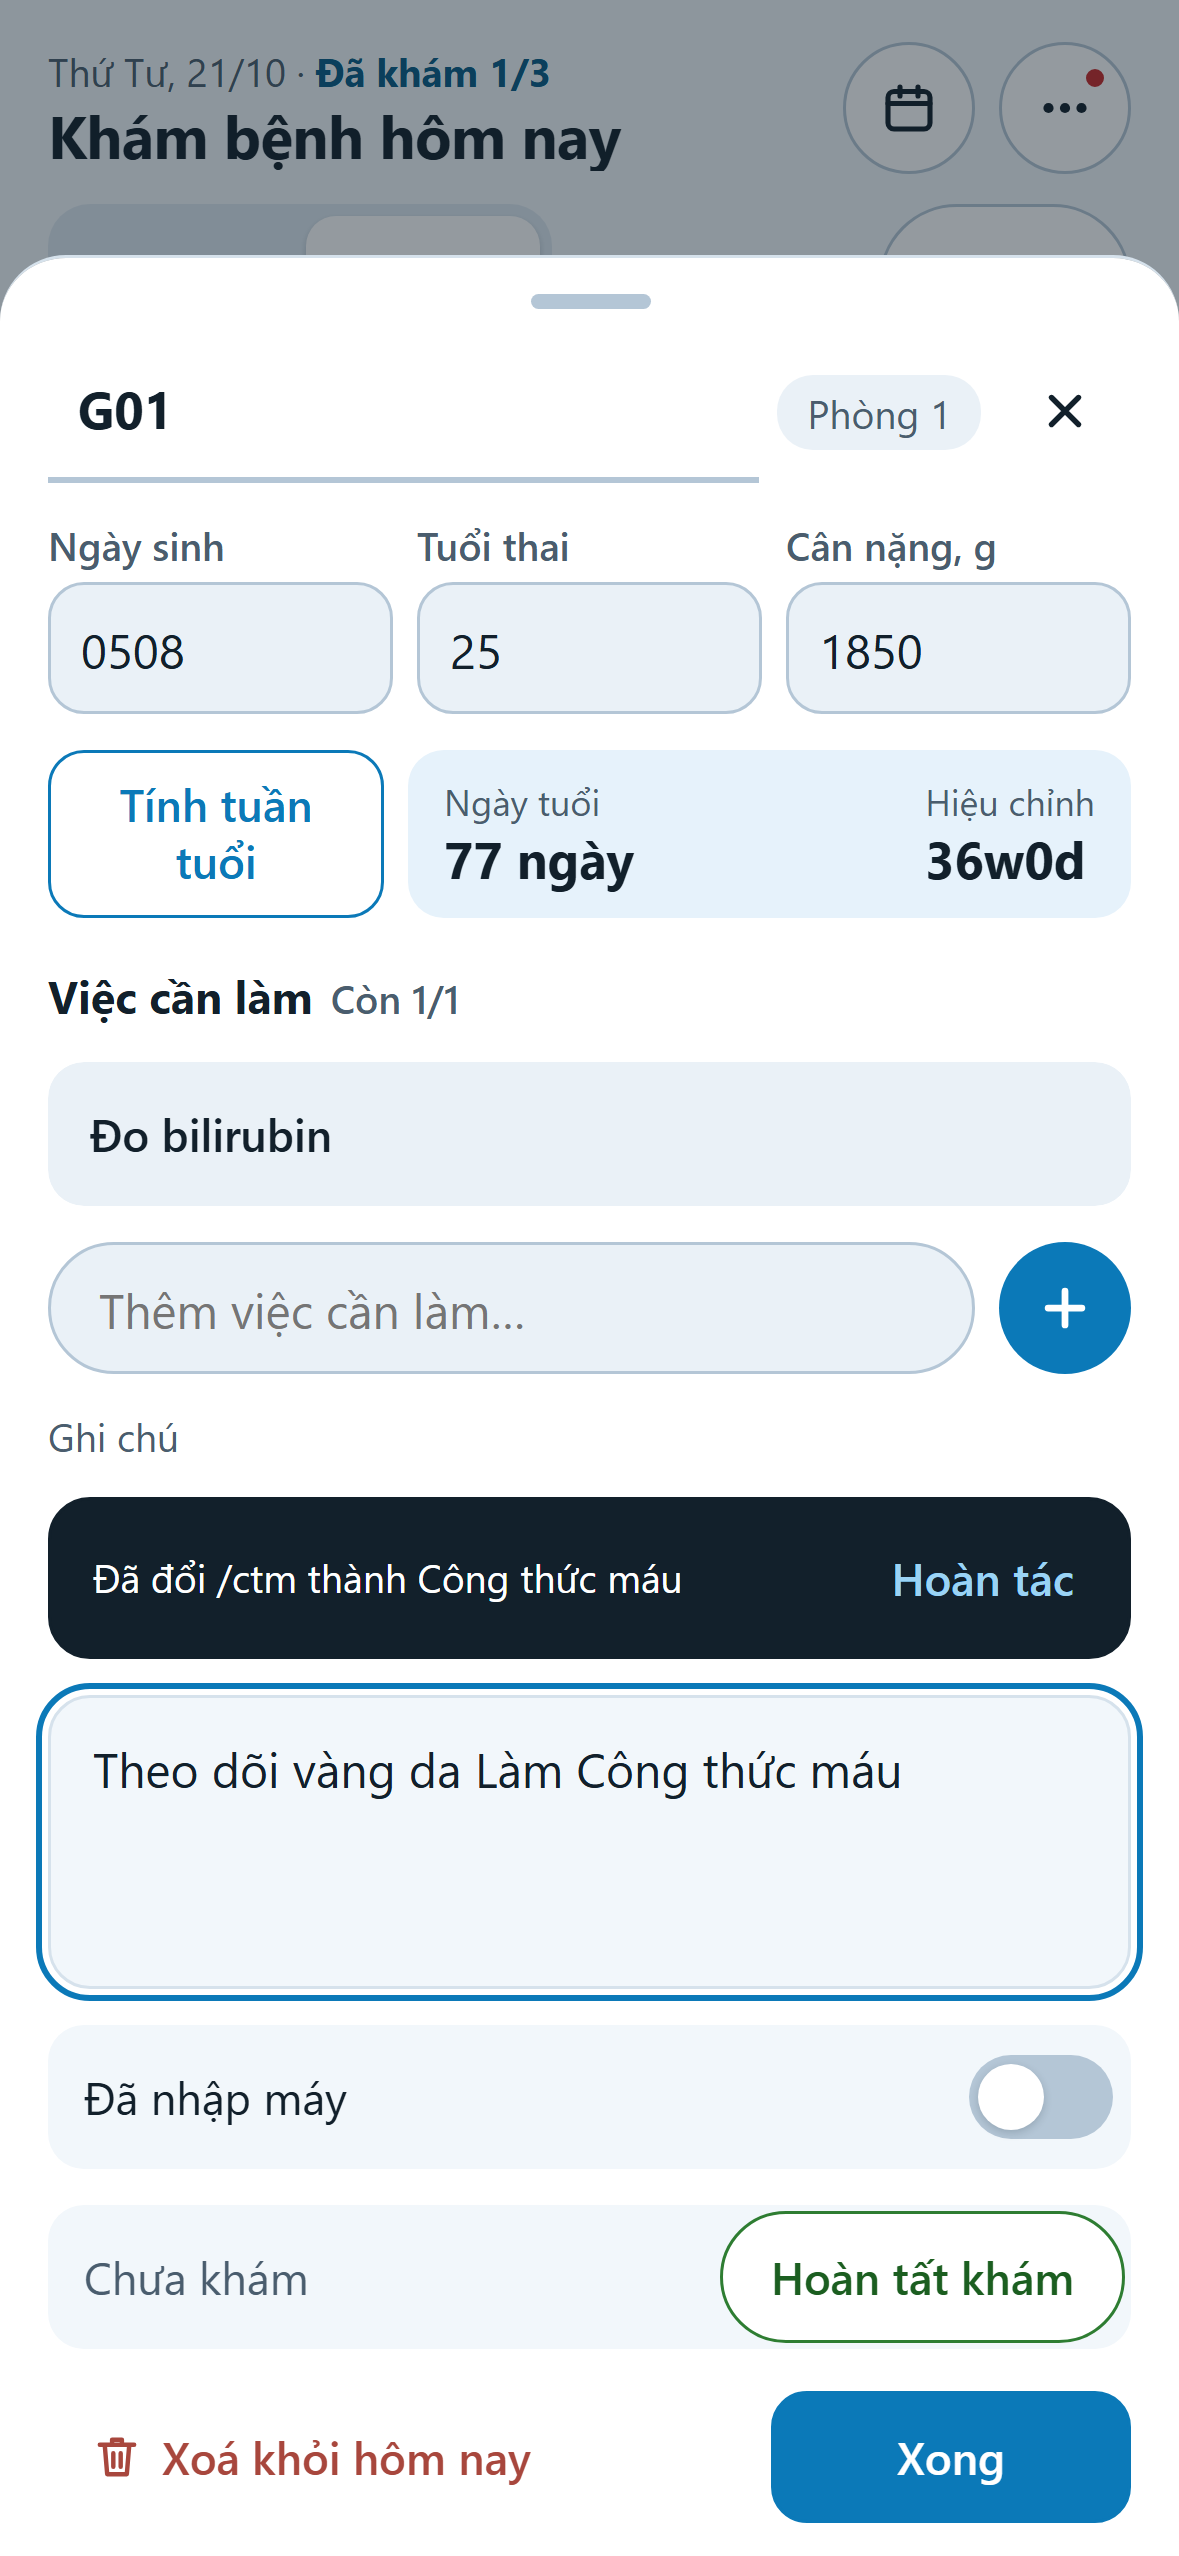 Thứ Tư, 21/10 · Đã khám 1/3
Khám bệnh hôm nay
G01
Phòng 1
Ngày sinh
Tuổi thai
Cân nặng, g
0508
25
1850
Tính tuần
tuổi
Ngày tuổi
Hiệu chỉnh
77 ngày
36w0d
Việc cần làm Còn 1/1
Đo bilirubin
Thêm việc cần làm...
Ghi chú
Đã đổi /ctm thành Công thức máu
Hoàn tác
Theo dõi vàng da Làm Công thức máu
Đã nhập máy
Chưa khám
Hoàn tất khám
Xoá khỏi hôm nay
Xong